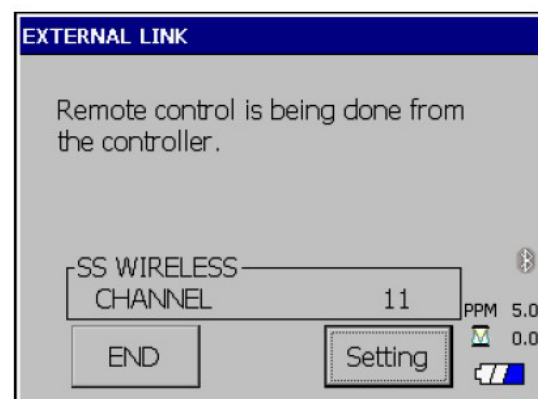 EXTERNAL LINK
Remote control is being done from
the controller.
SS WIRELESS
CHANNEL 11
PPM 5.0
0.0
END Setting